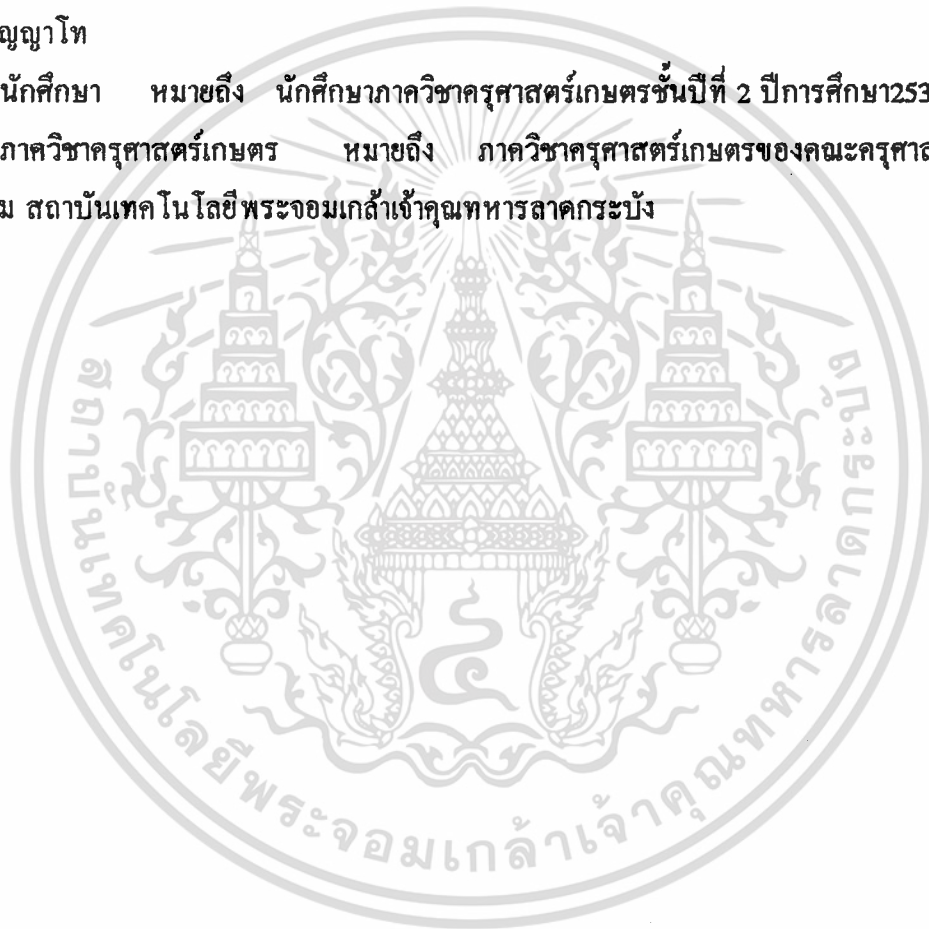 ญญาโท
นักศึกษา หมายถึง นักศึกษาภาควิชาครุศาสตร์เกษตรชั้นปีที่ 2 ปีการศึกษา253
ภาควิชาครุศาสตร์เกษตร หมายถึง ภาควิชาครุศาสตร์เกษตรของคณะครุศาส
ม สถาบันเทคโนโลยีพระจอมเกล้าเจ้าคุณทหารลาดกระบัง
สถาบันเทคโนโลยีพระจอมเกล้าเจ้าคุณทหารลาดกระบัง